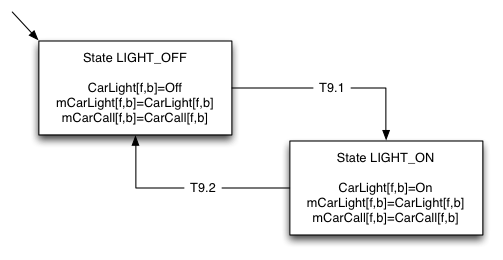 State LIGHT_OFF
CarLight[f,b]=Off
mCarLight[f,b]=CarLight[f,b]
mCarCall[f,b]=CarCall[f,b]
T9.1
State LIGHT_ON
CarLight[f,b]=On
mCarLight[f,b]=CarLight[f,b]
mCarCall[f,b]=CarCall[f,b]
T9.2